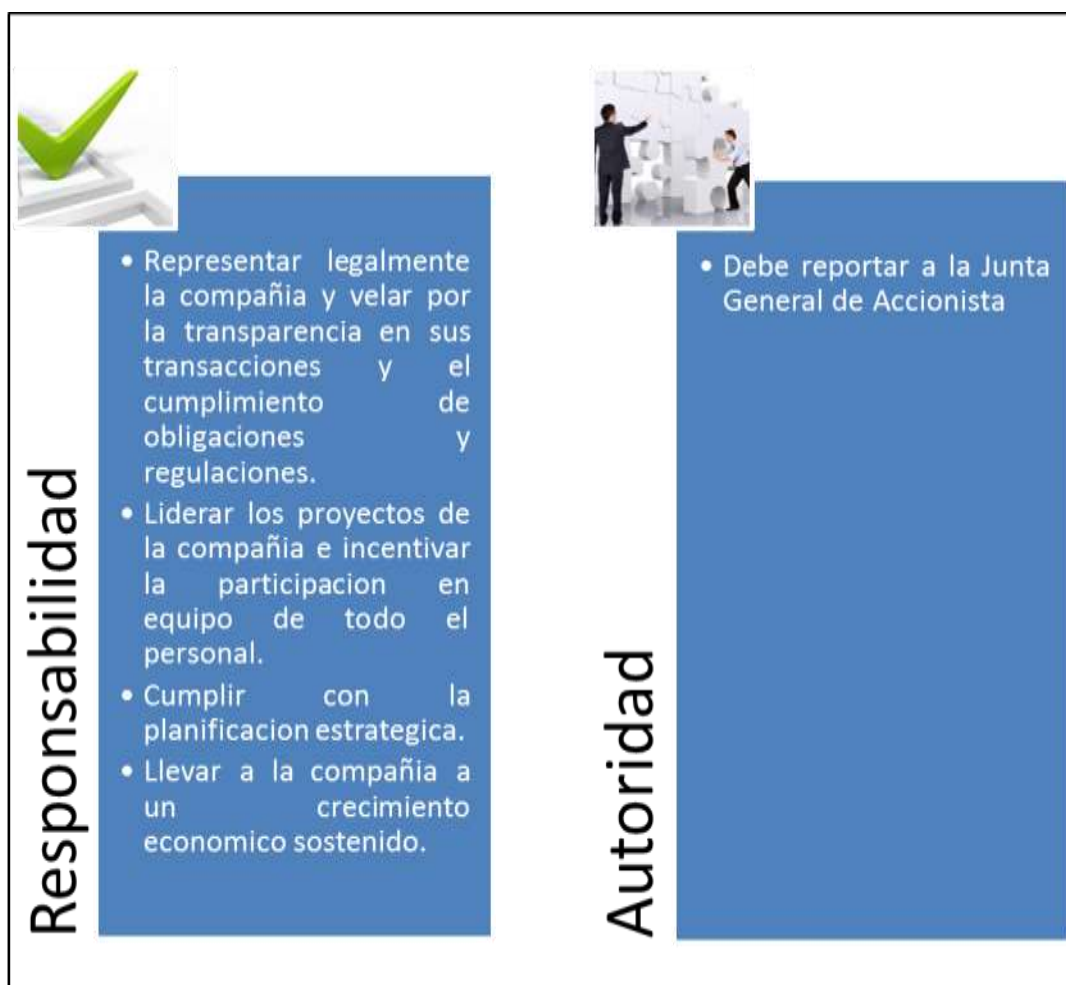 Responsabilidad
• Representar legalmente
la compañia y velar por
la transparencia en sus
transacciones y el
cumplimiento de
obligaciones y
regulaciones.
• Liderar los proyectos de
la compañia e incentivar
la participacion en
equipo de todo el
personal.
• Cumplir con la
planificacion estrategica.
• Llevar a la compañia a
un crecimiento
economico sostenido.
Autoridad
• Debe reportar a la Junta
General de Accionista